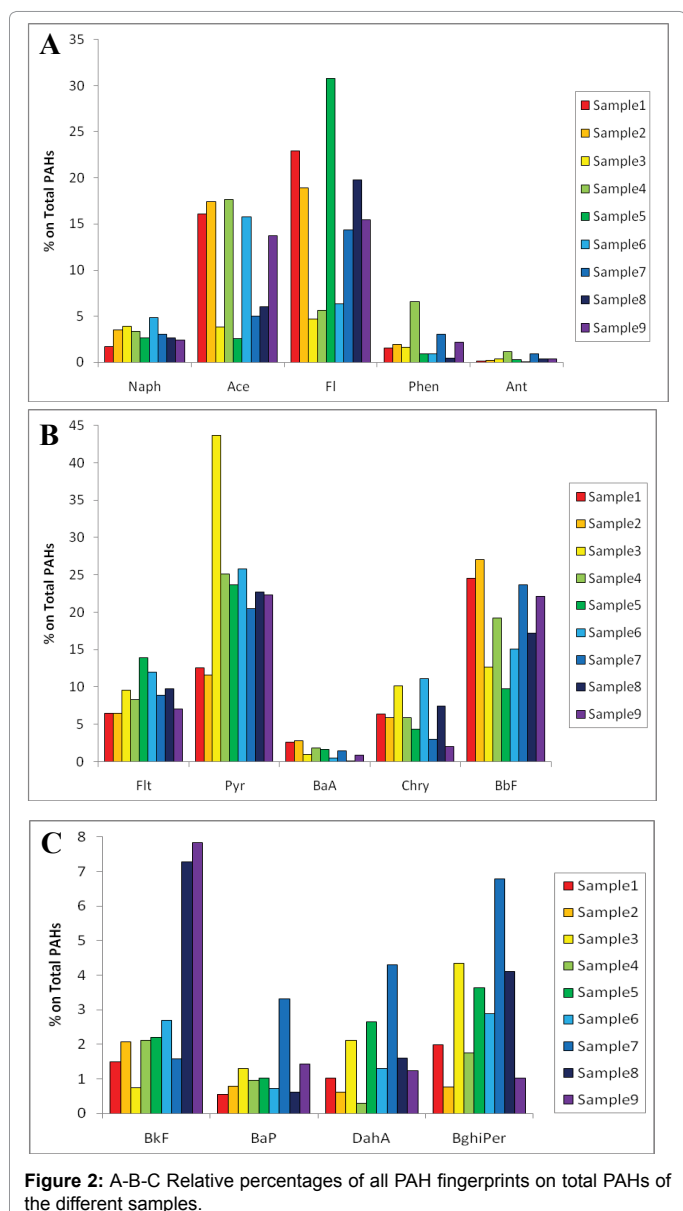 A
35
30
25
20
15
10
5
0
% on Total PAHs
Naph Ace Fl Phen Ant
Sample1
Sample2
Sample3
Sample4
Sample5
Sample6
Sample7
Sample8
Sample9
B
45
40
35
30
25
20
15
10
5
0
% on Total PAHs
Flt Pyr BaA Chry BbF
Sample1
Sample2
Sample3
Sample4
Sample5
Sample6
Sample7
Sample8
Sample9
C
8
7
6
5
4
3
2
1
0
% on Total PAHs
BkF BaP DahA BghiPer
Sample1
Sample2
Sample3
Sample4
Sample5
Sample6
Sample7
Sample8
Sample9
Figure 2: A-B-C Relative percentages of all PAH fingerprints on total PAHs of
the different samples.